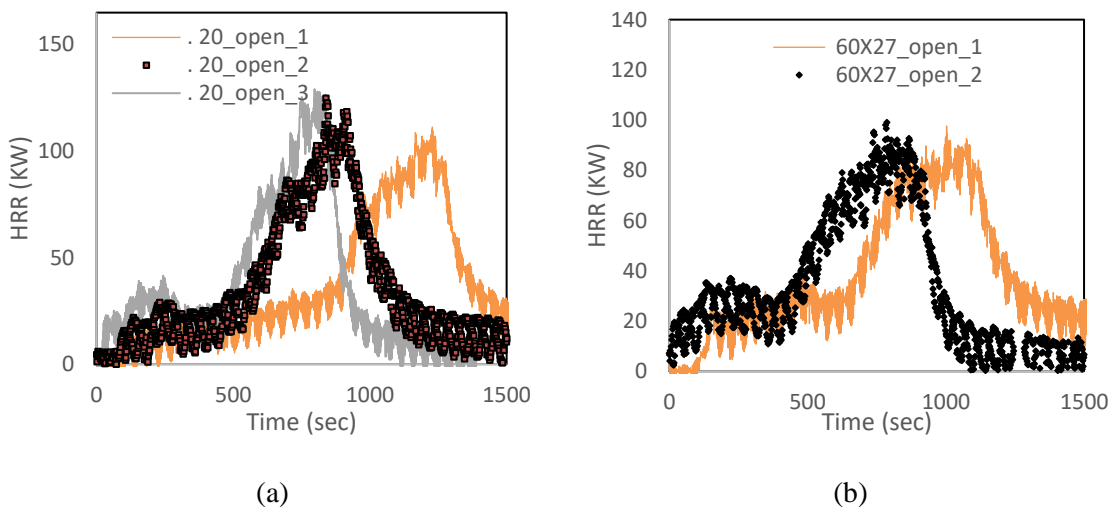 150
100
50
0
HRR (KW)
. 20_open_1
. 20_open_2
. 20_open_3
0 500 1000 1500
Time (sec)
(a)
140
120
100
80
60
40
20
0
HRR (KW)
60X27_open_1
60X27_open_2
0 500 1000 1500
Time (sec)
(b)